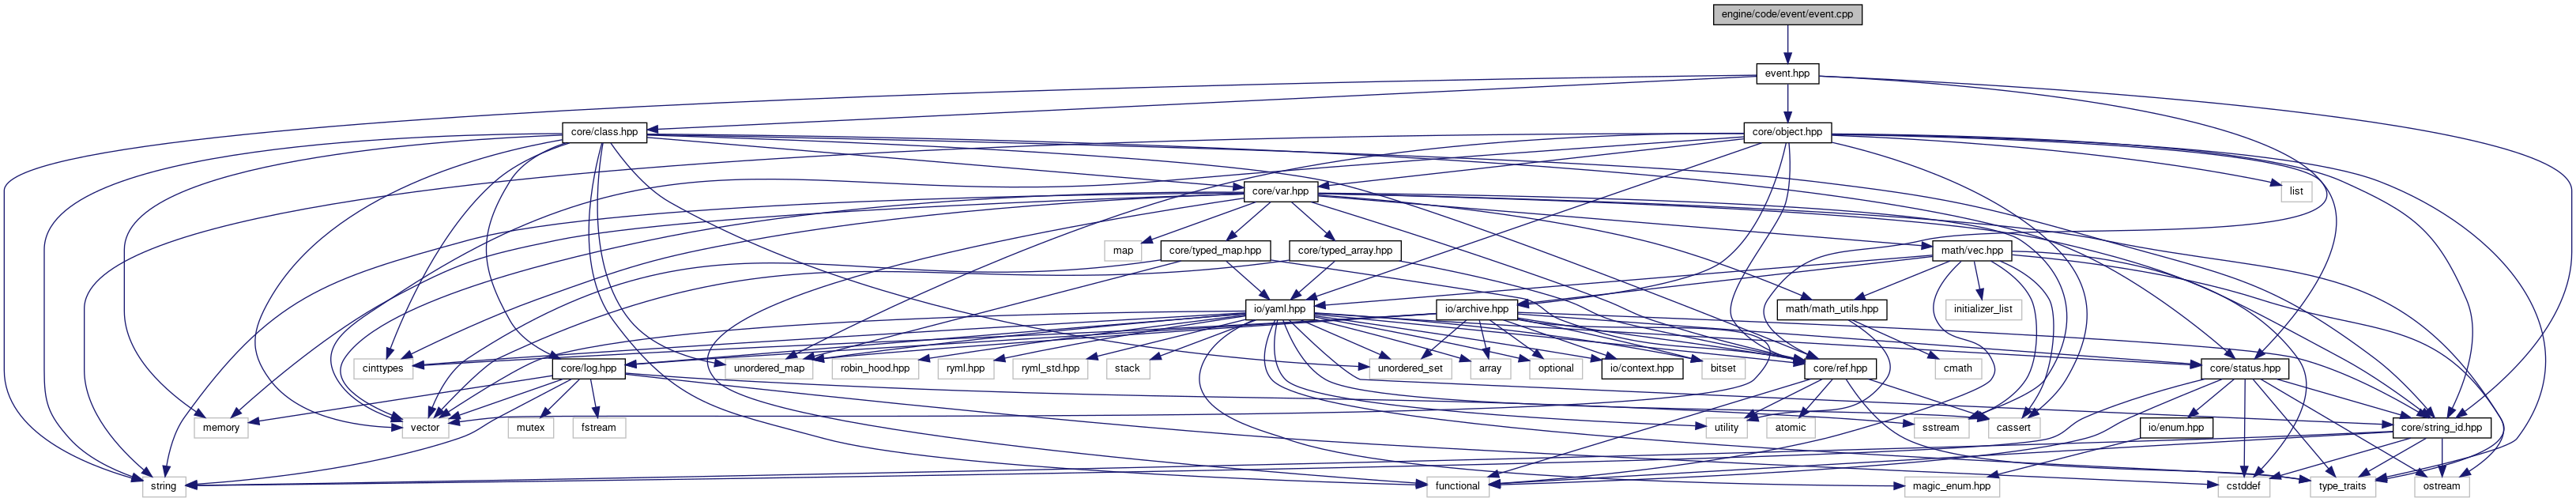 engine/code/event/event.cpp
event.hpp
core/class.hpp
core/object.hpp
core/var.hpp
list
map
core/typed_map.hpp
core/typed_array.hpp
math/vec.hpp
io/yaml.hpp
io/archive.hpp
math/math_utils.hpp
initializer_list
cinttypes
core/log.hpp
unordered_map
robin_hood.hpp
ryml.hpp
ryml_std.hpp
stack
unordered_set
array
optional
io/context.hpp
bitset
core/ref.hpp
cmath
core/status.hpp
memory
vector
mutex
fstream
utility
atomic
sstream
cassert
io/enum.hpp
core/string_id.hpp
string
functional
magic_enum.hpp
cstddef
type_traits
ostream